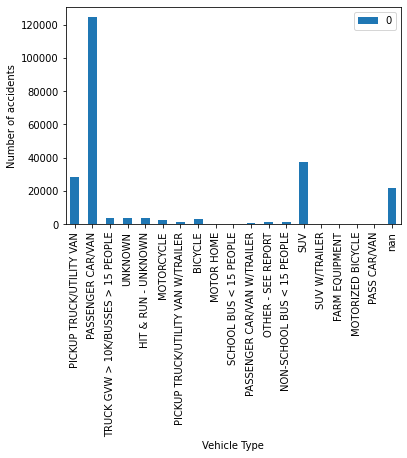 0
120000
100000
80000
60000
40000
20000
0
Number of accidents
PICKUP TRUCK/UTILITY VAN
PASSENGER CAR/VAN
TRUCK GVW > 10K/BUSSES > 15 PEOPLE
UNKNOWN
HIT & RUN - UNKNOWN
MOTORCYCLE
PICKUP TRUCK/UTILITY VAN W/TRAILER
BICYCLE
MOTOR HOME
SCHOOL BUS < 15 PEOPLE
PASSENGER CAR/VAN W/TRAILER
OTHER - SEE REPORT
NON-SCHOOL BUS < 15 PEOPLE
SUV
SUV W/TRAILER
FARM EQUIPMENT
MOTORIZED BICYCLE
PASS CAR/VAN
nan
Vehicle Type